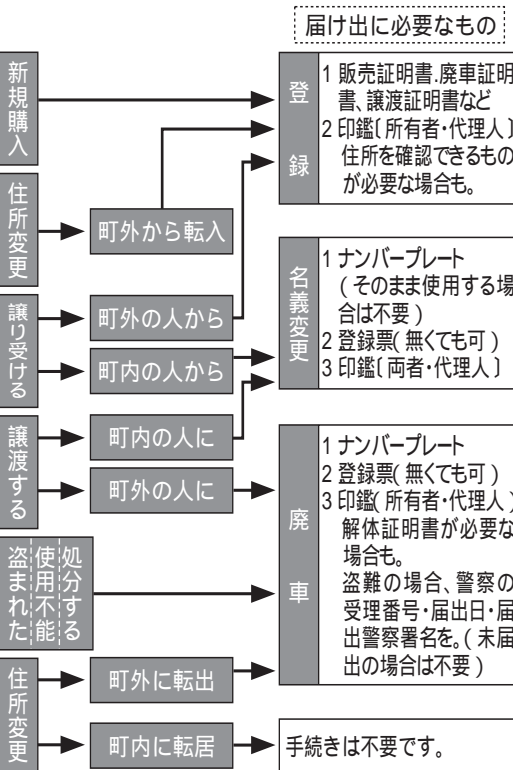 届け出に必要なもの
新規購入
登録
1 販売証明書.廃車証明
書、譲渡証明書など
2 印鑑〔所有者・代理人〕
住所を確認できるもの
が必要な場合も。
住所変更
町外から転入
譲り受ける
町外の人から
町内の人から
名義変更
1 ナンバープレート
(そのまま使用する場
合は不要)
2 登録票(無くても可)
3 印鑑〔両者・代理人〕
譲渡する
町内の人に
町外の人に
廃車
1 ナンバープレート
2 登録票(無くても可)
3 印鑑(所有者・代理人)
解体証明書が必要な
場合も。
盗難の場合、警察の
受理番号・届出日・届
出警察署名を。(未届
出の場合は不要)
処分する
使用不能
盗まれた
住所変更
町外に転出
町内に転居
手続きは不要です。